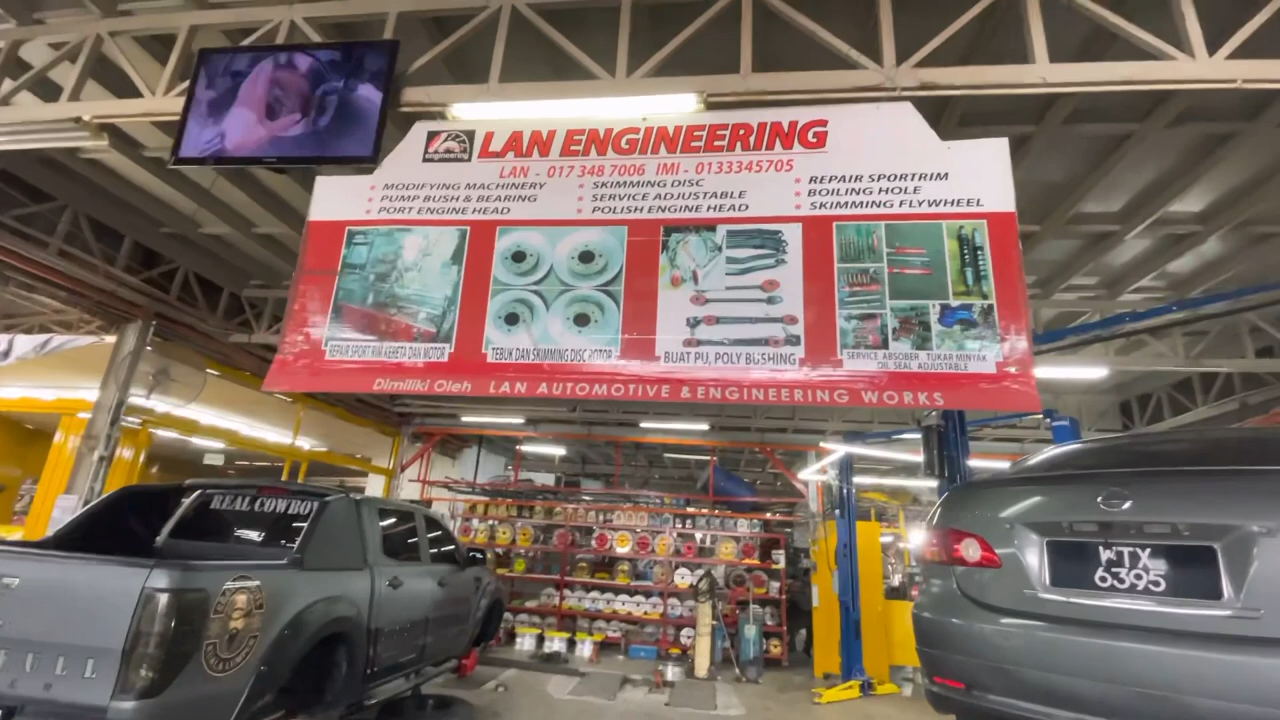 LAN ENGINEERING
engineering
LAN - 017 348 7006 IMI - 0133345705
* MODIFYING MACHINERY
* PUMP BUSH & BEARING
* PORT ENGINE HEAD
* SKIMMING DISC
* SERVICE ADJUSTABLE
* POLISH ENGINE HEAD
* REPAIR SPORTRIM
* BOILING HOLE
* SKIMMING FLYWHEEL
REPAIR SPORT RIM KERETA DAN MOTOR
TEBUK DAN SKIMMING DISC ROTOR
BUAT PU, POLY BUSHING
SERVICE ABSOBER . TUKAR MINYAK
OIL SEAL ADJUSTABLE
Dimiliki Oleh LAN AUTOMOTIVE & ENGINEERING WORKS
REAL COWBOY
KUALA LUMPUR
FULL
WTX
6395